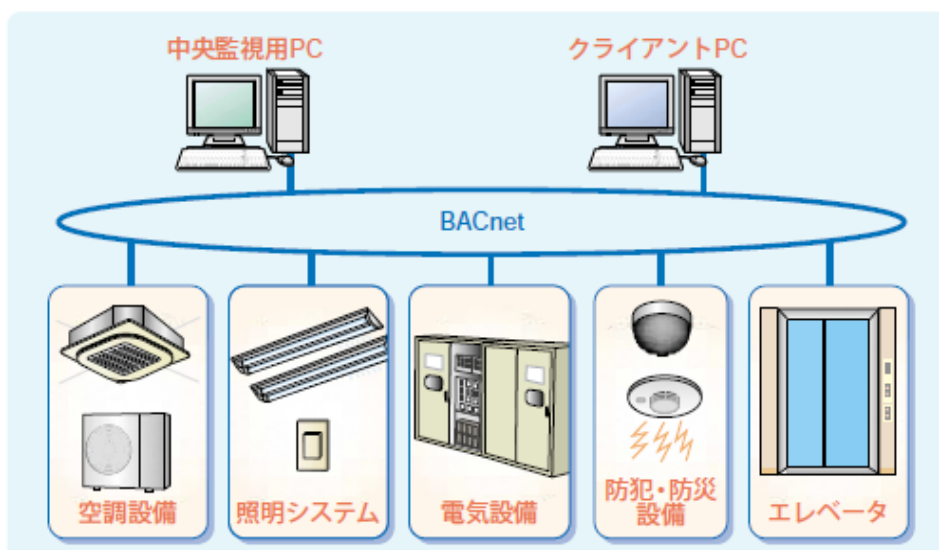 中央監視用PC
クライアントPC
BACnet
空調設備
照明システム
電気設備
防犯・防災
設備
エレベータ